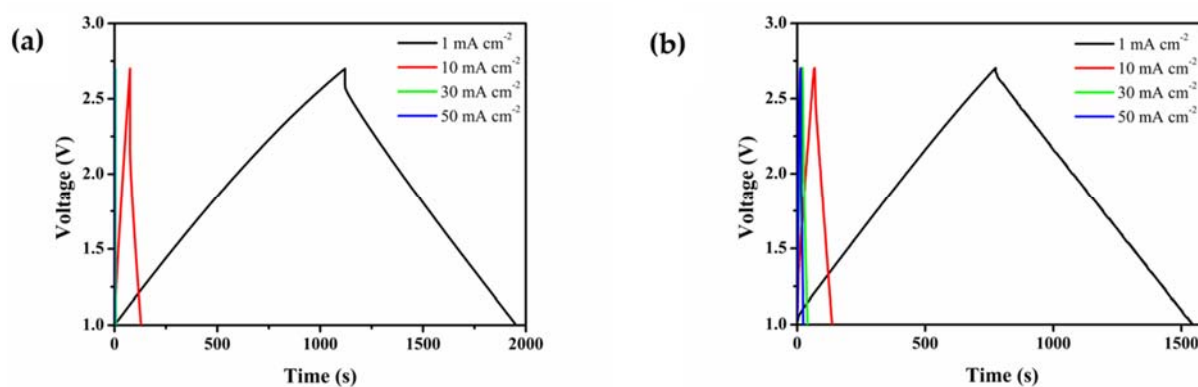 (a)
3.0
2.5
2.0
1.5
1.0
Voltage (V)
1 mA cm⁻²
10 mA cm⁻²
30 mA cm⁻²
50 mA cm⁻²
0 500 1000 1500 2000
Time (s)
(b)
3.0
2.5
2.0
1.5
1.0
Voltage (V)
1 mA cm⁻²
10 mA cm⁻²
30 mA cm⁻²
50 mA cm⁻²
0 500 1000 1500
Time (s)